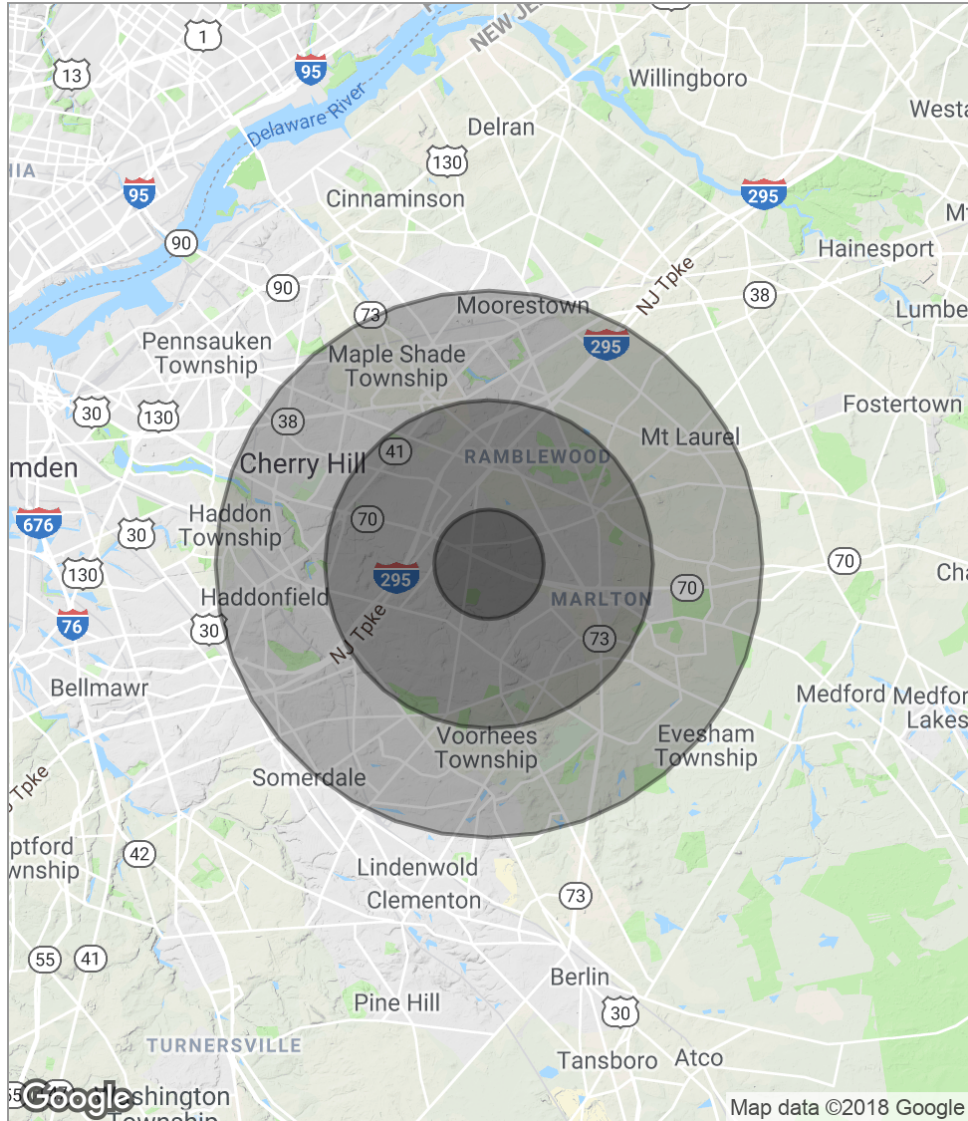 1
NEW JE
13
95
Willingboro
Delaware River
Delran
Westa
130
HIA
95
295
Cinnaminson
90
Hainesport
90
NJ Tpke
38
73
Moorestown
Lumbe
295
Pennsauken
Township
Maple Shade
Township
30
130
38
Fostertown
41
Mt Laurel
Cherry Hill
RAMBLEWOOD
mden
676
Haddon
Township
70
30
130
295
70
70
Cha
Haddonfield
MARLTON
76
30
NJ Tpke
73
Bellmawr
Medford
Medfor
Lakes
Voorhees
Township
Evesham
Township
Somerdale
Tpke
ptford
wnship
42
Lindenwold
Clementon
73
55
41
Berlin
Pine Hill
30
TURNERSVILLE
Tansboro
Atco
Google
Map data ©2018 Google